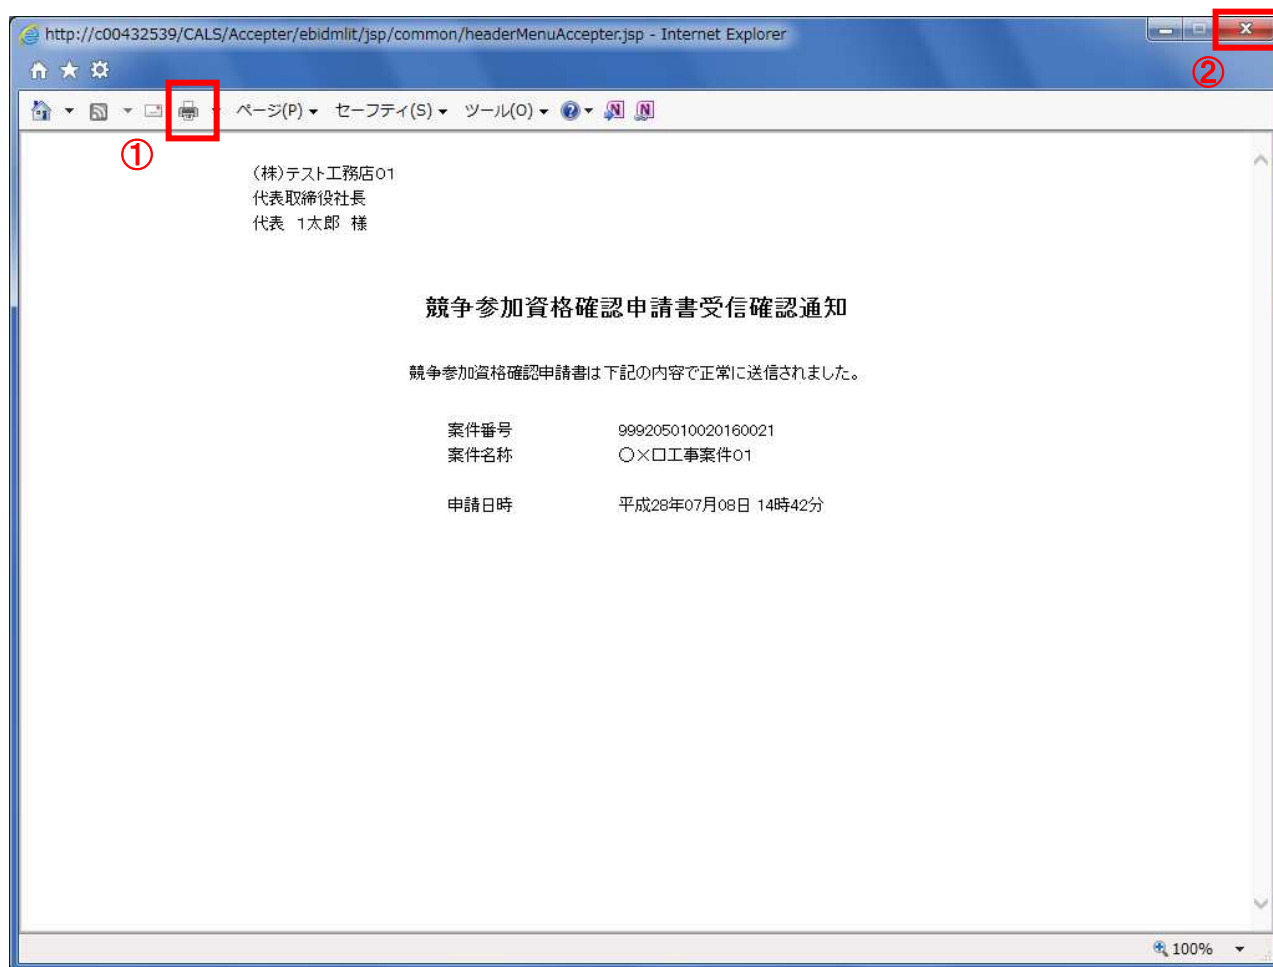 http://c00432539/CALS/Accepter/ebidmlit/jsp/common/headerMenuAccepter.jsp - Internet Explorer
②
ページ(P) セーフティ(S) ツール(O)
①
(株)テスト工務店01
代表取締役社長
代表 1太郎 様
競争参加資格確認申請書受信確認通知
競争参加資格確認申請書は下記の内容で正常に送信されました。
案件番号 999205010020160021
案件名称 〇×口工事案件01
申請日時 平成28年07月08日 14時42分
100%